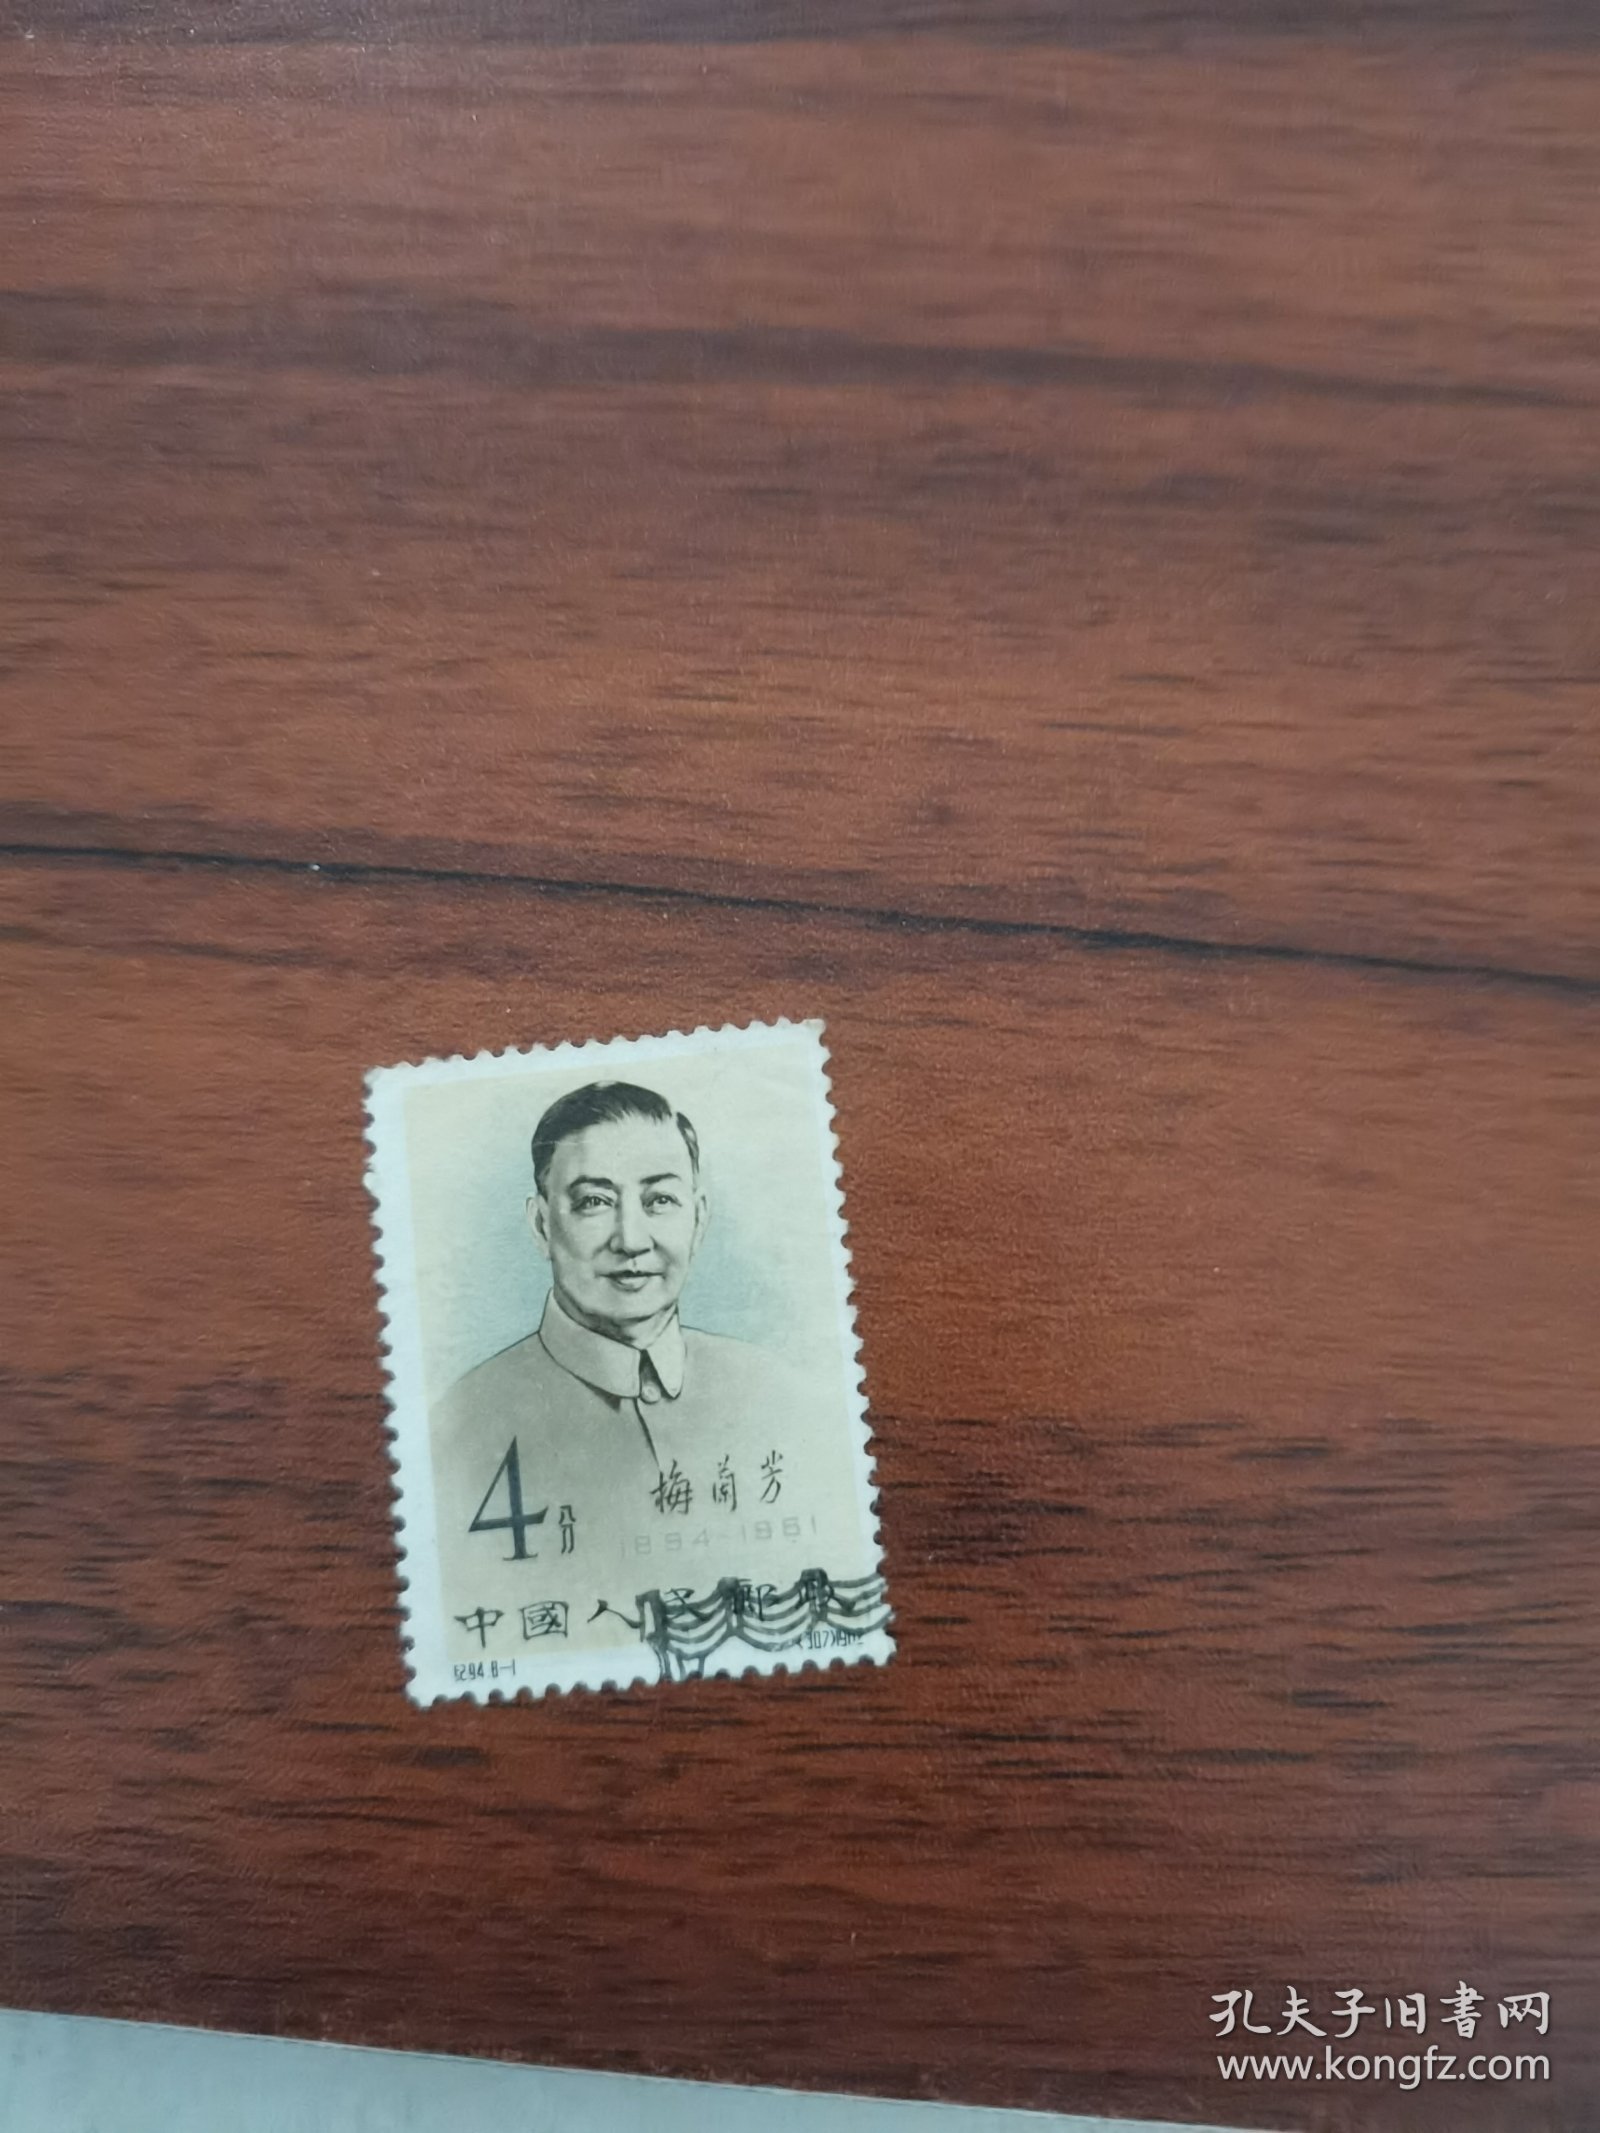 4分
梅蘭芳
1894-1961
中國人民郵政
纪94.8-1 (307)1962
孔夫子旧書网
www.kongfz.com